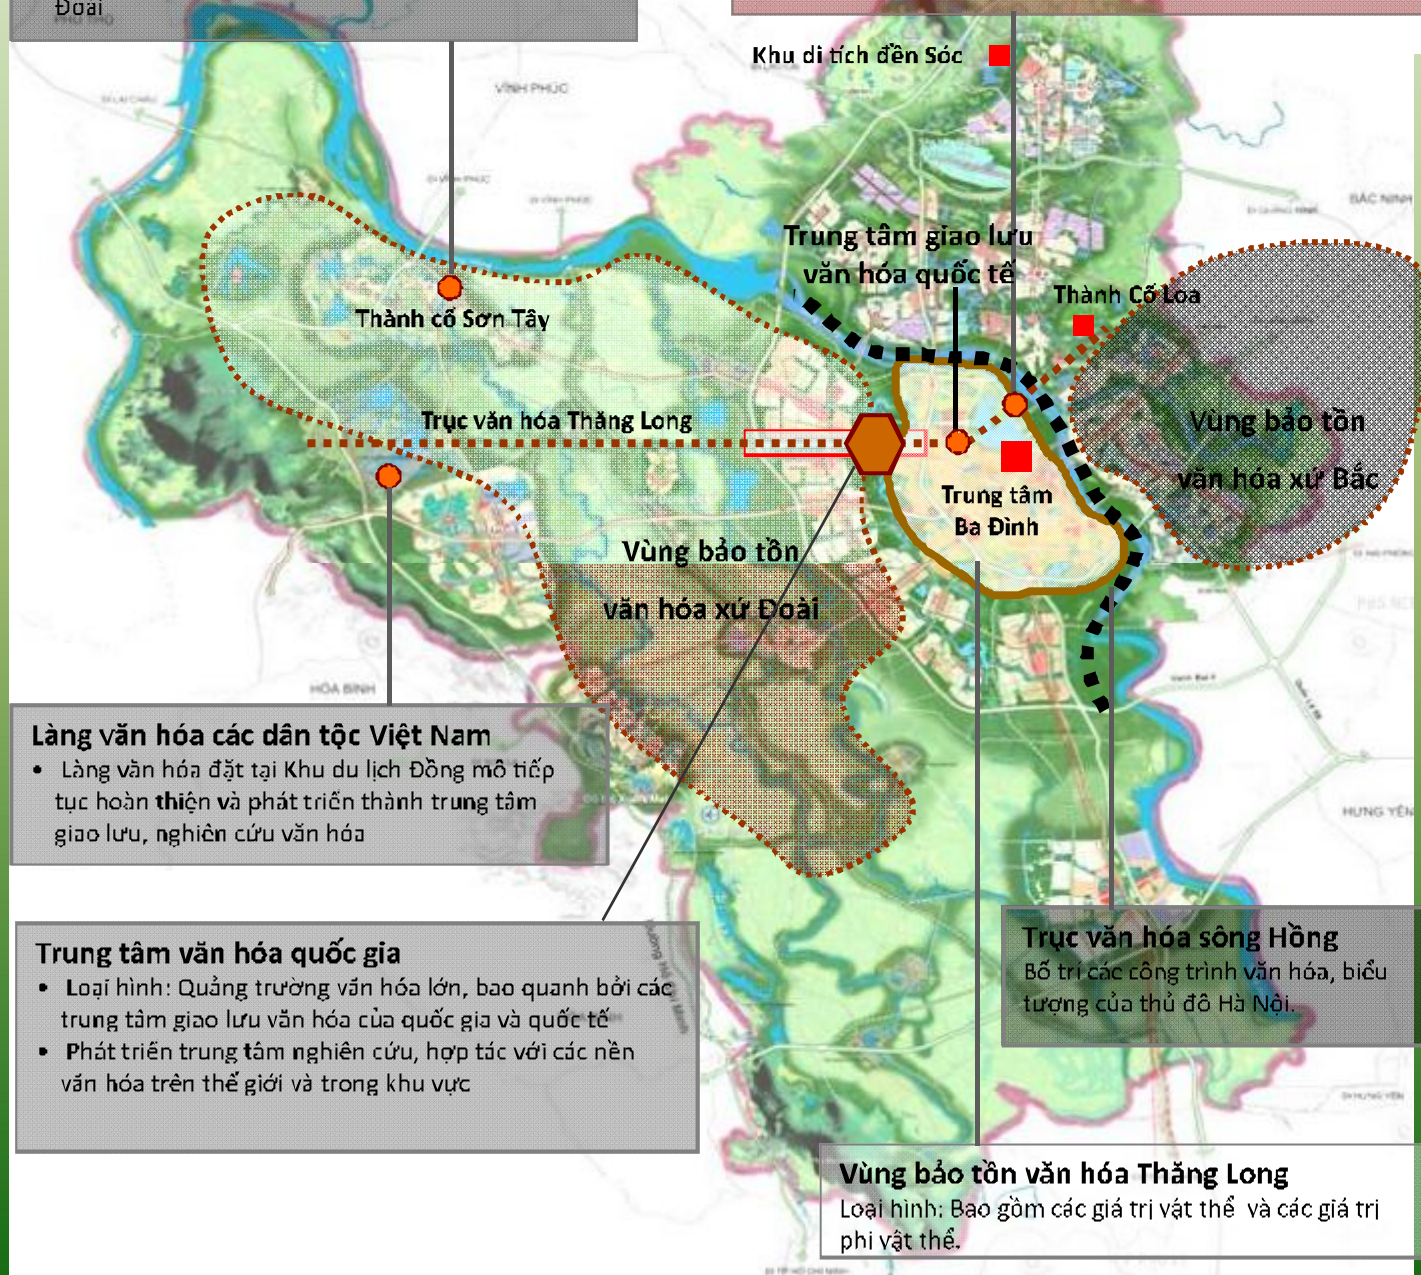 Đoài
Khu di tích đền Sóc
VĨNH PHÚC
BẮC NINH
Trung tâm giao lưu
văn hóa quốc tế
Thành Cổ Loa
Thành cổ Sơn Tây
Trục văn hóa Thăng Long
Vùng bảo tồn
văn hóa xứ Bắc
Trung tâm
Ba Đình
Vùng bảo tồn
văn hóa xứ Đoài
HÒA BÌNH
Làng văn hóa các dân tộc Việt Nam
• Làng văn hóa đặt tại Khu du lịch Đồng mô tiếp
tục hoàn thiện và phát triển thành trung tâm
giao lưu, nghiên cứu văn hóa
HƯNG YÊN
Trung tâm văn hóa quốc gia
• Loại hình: Quảng trường văn hóa lớn, bao quanh bởi các
trung tâm giao lưu văn hóa của quốc gia và quốc tế
• Phát triển trung tâm nghiên cứu, hợp tác với các nền
văn hóa trên thế giới và trong khu vực
Trục văn hóa sông Hồng
Bố trí các công trình văn hóa, biểu
tượng của thủ đô Hà Nội.
Vùng bảo tồn văn hóa Thăng Long
Loại hình: Bao gồm các giá trị vật thể và các giá trị
phi vật thể.